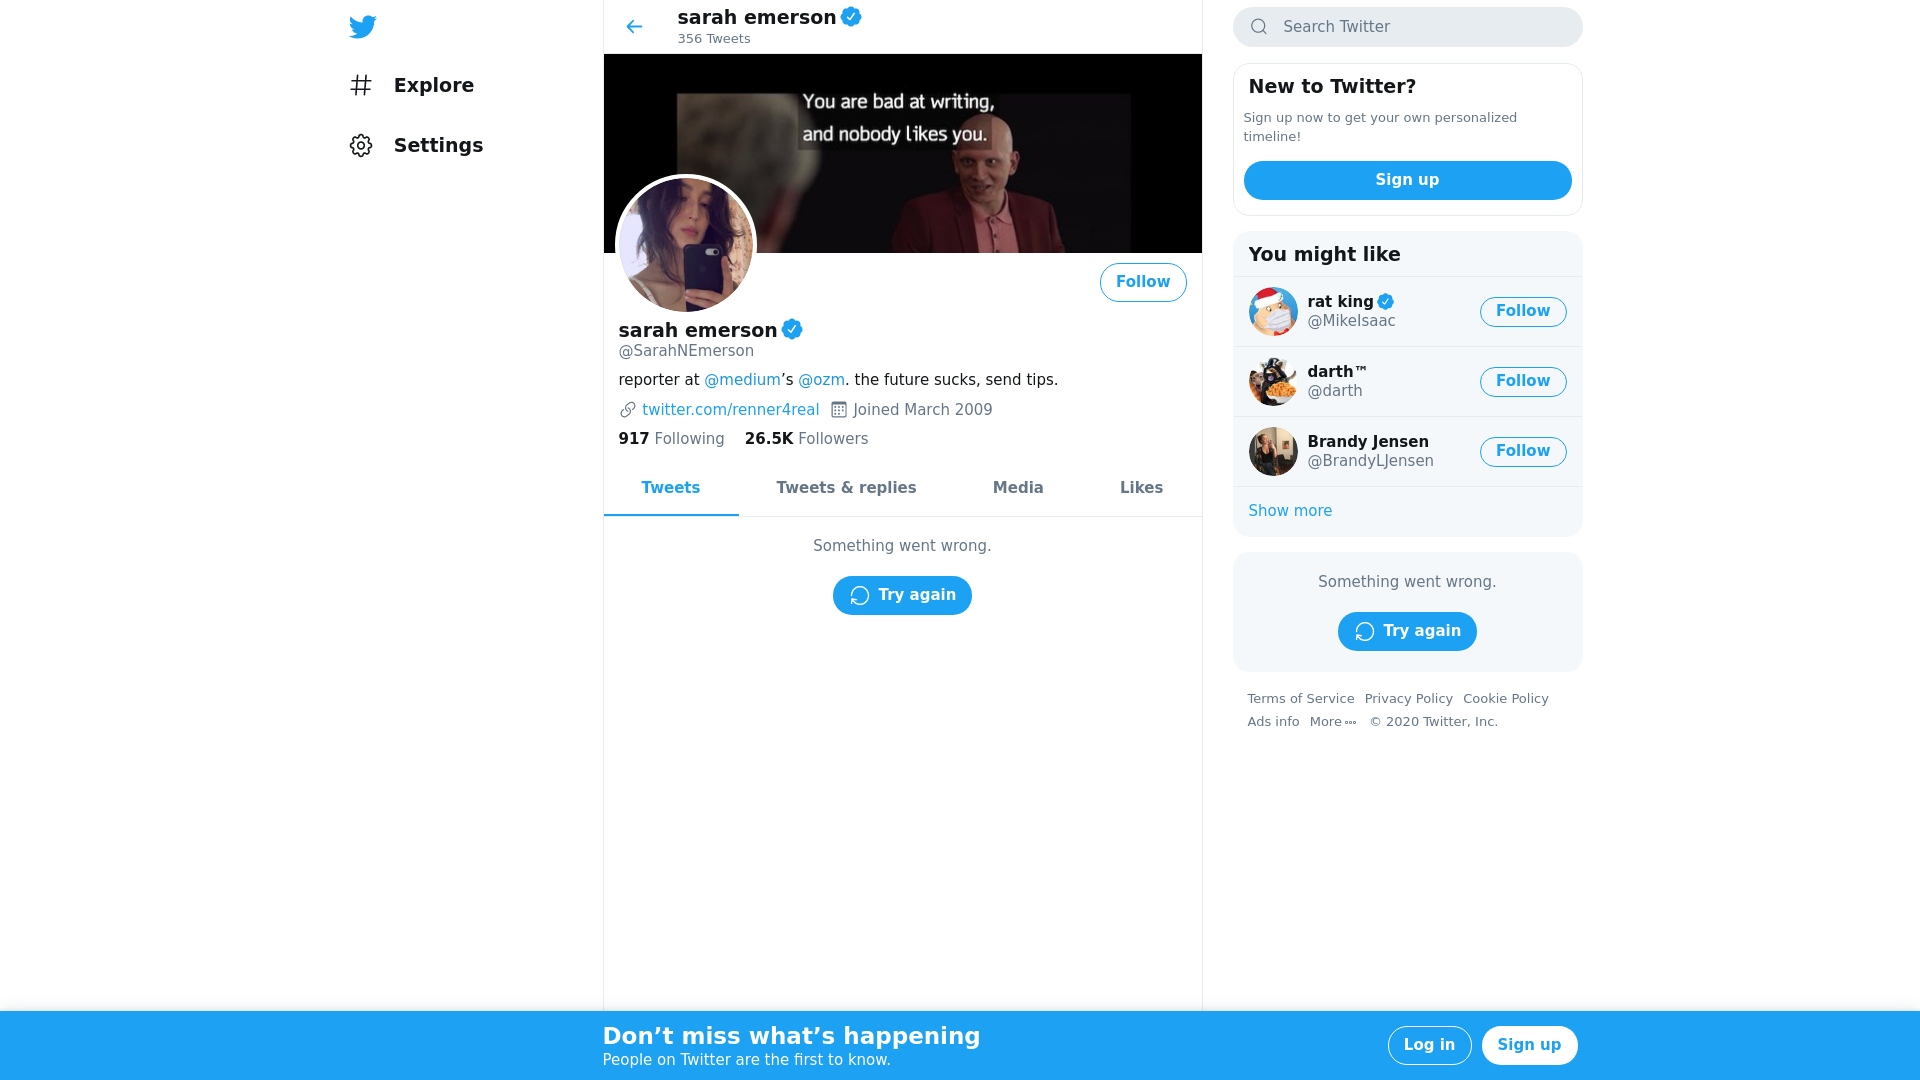 Explore
Settings
sarah emerson
356 Tweets
You are bad at writing,
and nobody likes you.
Follow
sarah emerson
@SarahNEmerson
reporter at @medium’s @ozm. the future sucks, send tips.
twitter.com/renner4real Joined March 2009
917 Following 26.5K Followers
Tweets Tweets & replies Media Likes
Something went wrong.
Try again
Search Twitter
New to Twitter?
Sign up now to get your own personalized
timeline!
Sign up
You might like
rat king
@MikeIsaac
Follow
darth™
@darth
Follow
Brandy Jensen
@BrandyLJensen
Follow
Show more
Something went wrong.
Try again
Terms of Service Privacy Policy Cookie Policy
Ads info More © 2020 Twitter, Inc.
Don’t miss what’s happening
People on Twitter are the first to know.
Log in
Sign up